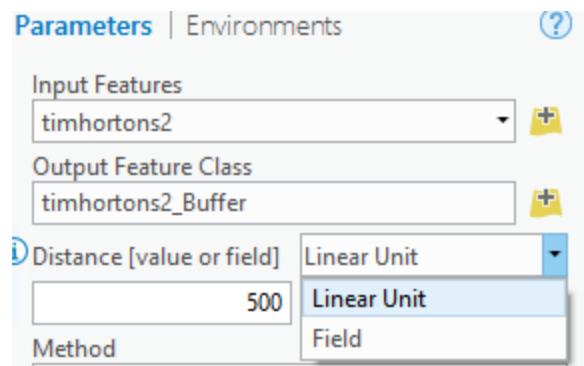 Parameters | Environments
Input Features
timhortons2
Output Feature Class
timhortons2_Buffer
Distance [value or field] Linear Unit
500 Linear Unit
Field
Method